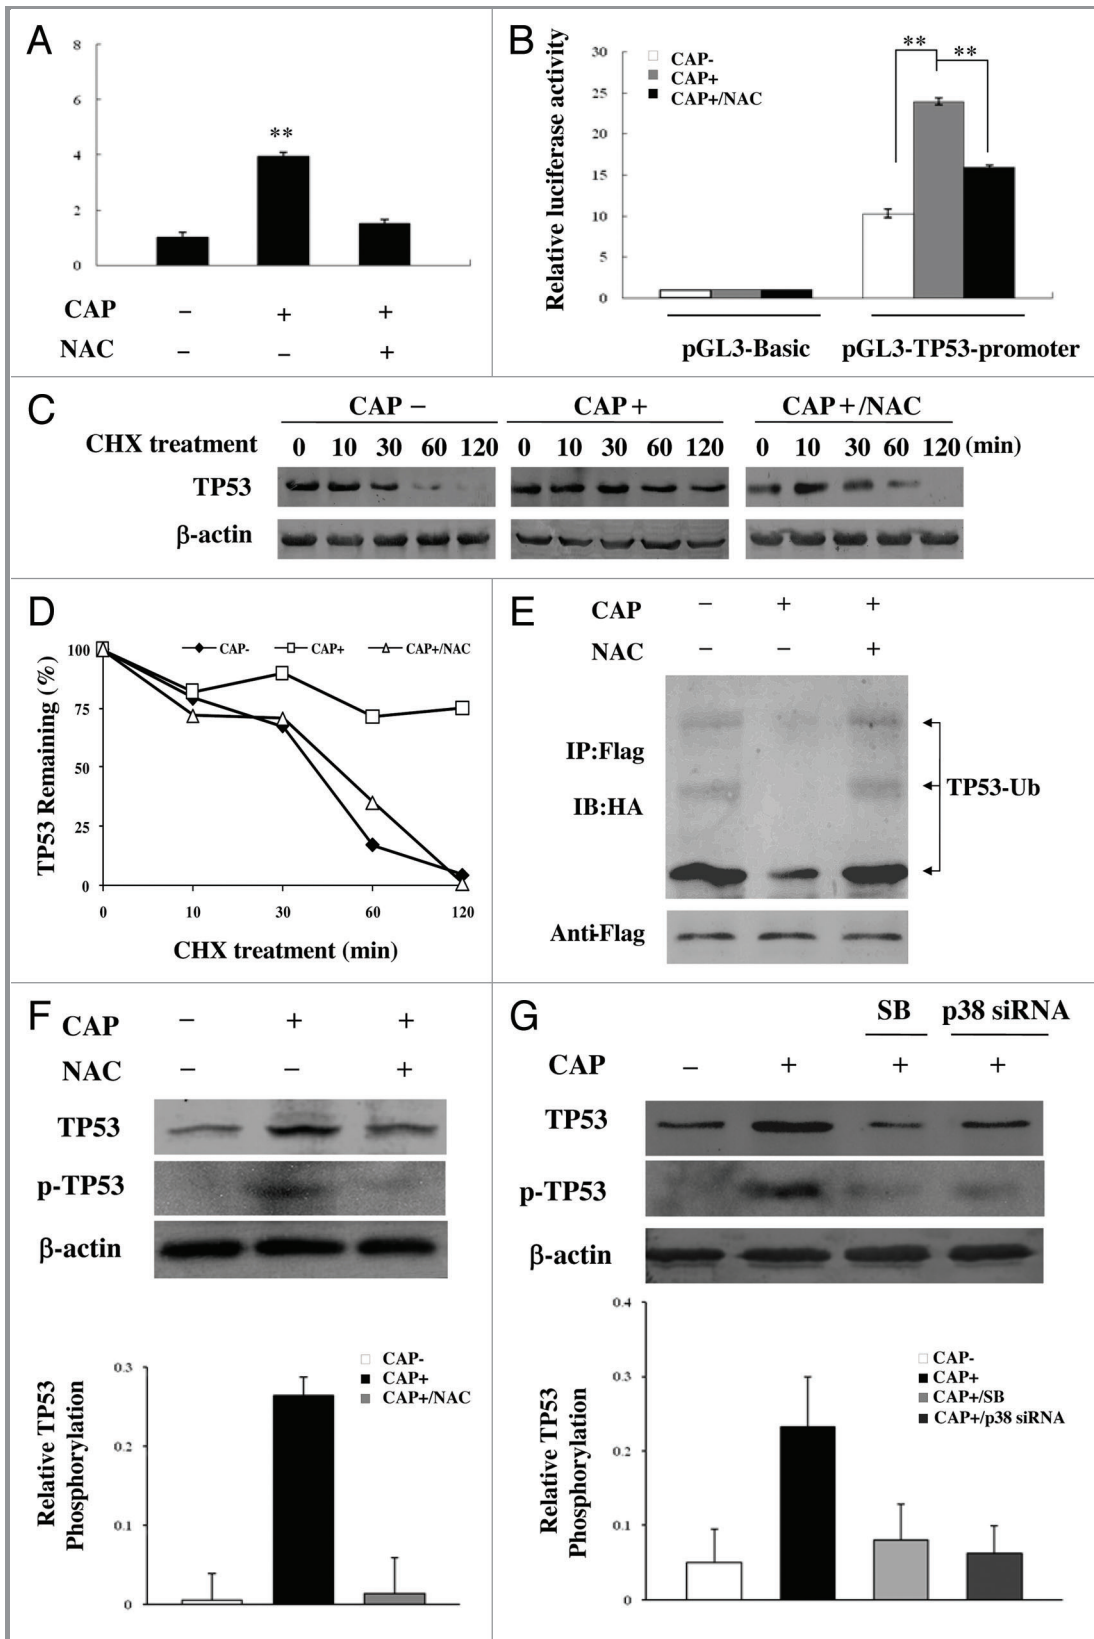 A
8
6
4
2
0
**
CAP – + +
NAC – – +
B
Relative luciferase activity
30
25
20
15
10
5
0
CAP-
CAP+
CAP+/NAC
** **
pGL3-Basic pGL3-TP53-promoter
C
CAP – CAP + CAP +/NAC
CHX treatment 0 10 30 60 120 0 10 30 60 120 0 10 30 60 120 (min)
TP53
β-actin
D
TP53 Remaining (%)
CAP- CAP+ CAP+/NAC
100
75
50
25
0
0 10 30 60 120
CHX treatment (min)
E
CAP – + +
NAC – – +
IP:Flag
IB:HA
TP53-Ub
Anti-Flag
F
CAP – + +
NAC – – +
TP53
p-TP53
β-actin
Relative TP53
Phosphorylation
0.3
0.2
0.1
0
CAP-
CAP+
CAP+/NAC
G
SB p38 siRNA
CAP – + + +
TP53
p-TP53
β-actin
Relative TP53
Phosphorylation
0.4
0.3
0.2
0.1
0
CAP-
CAP+
CAP+/SB
CAP+/p38 siRNA